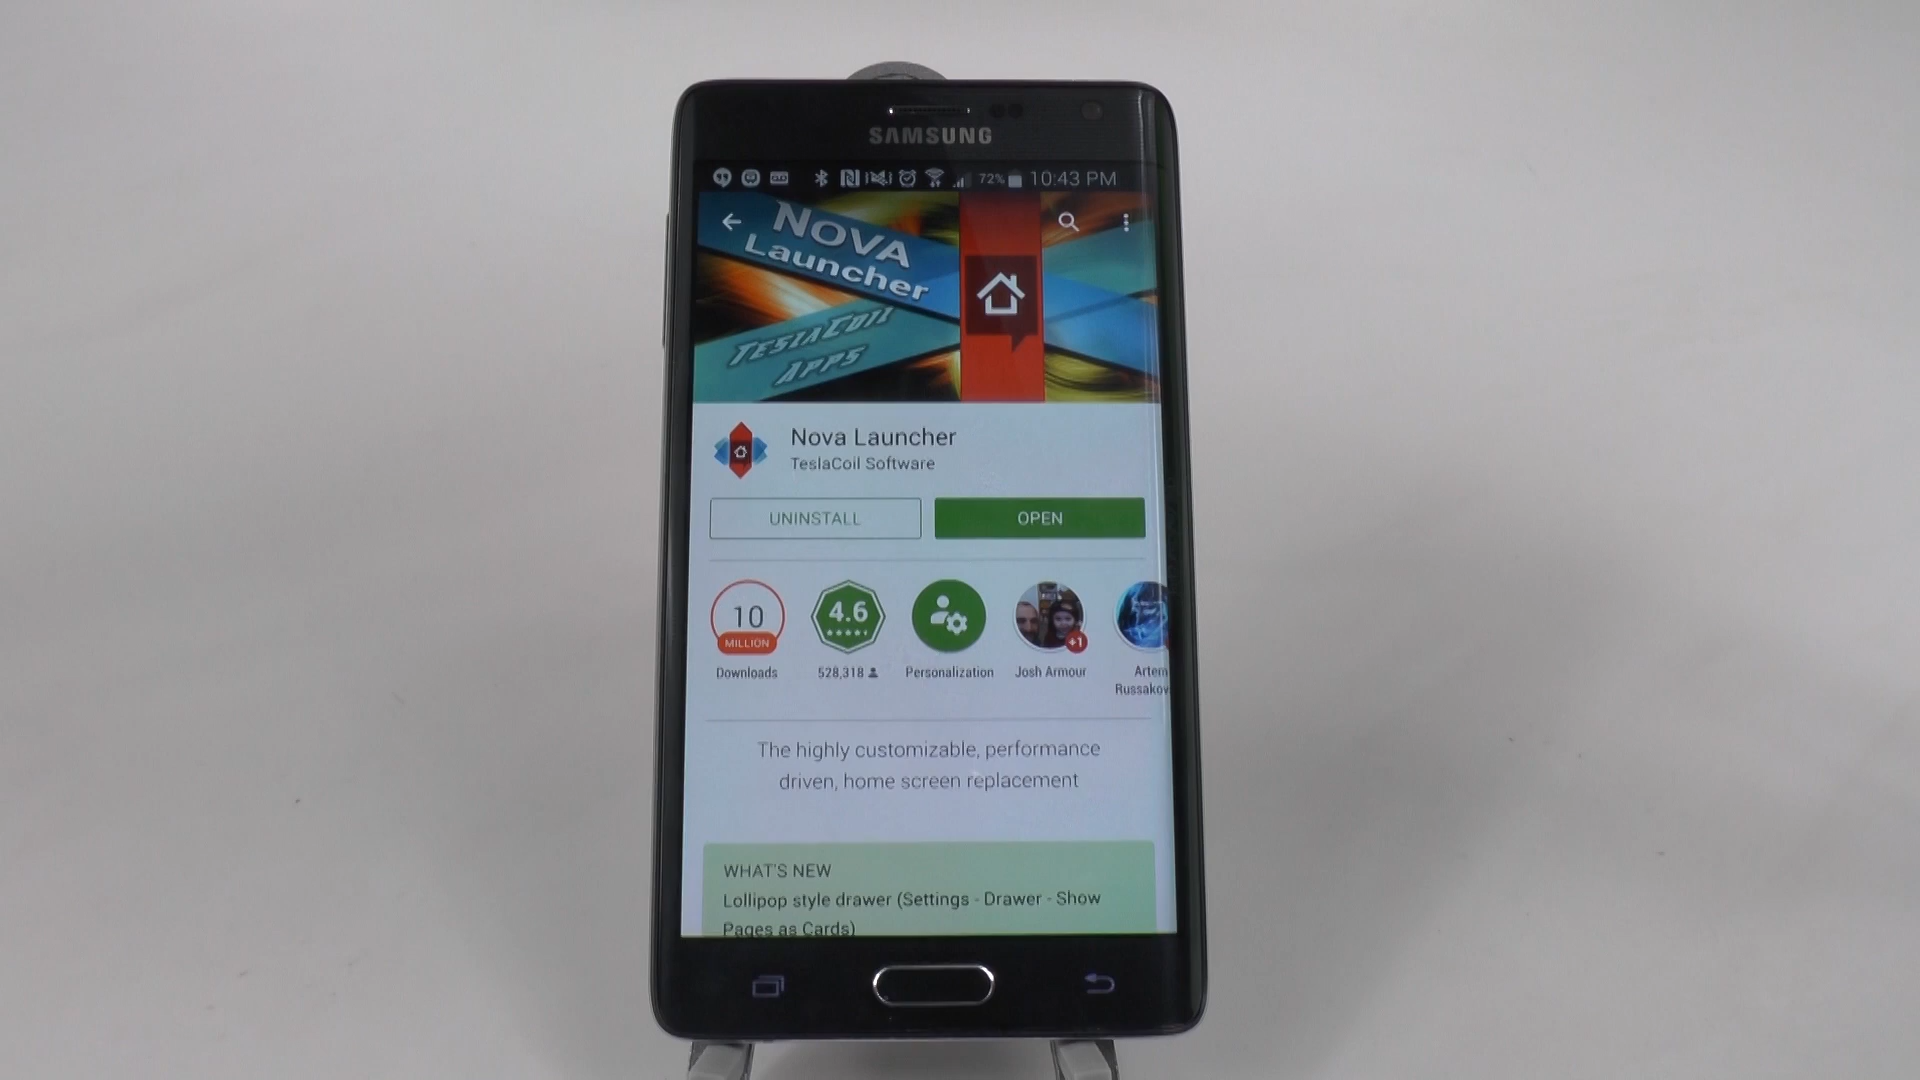 SAMSUNG
72% 10:43 PM
NOVA
Launcher
TESLACOIL
APPS
Nova Launcher
TeslaCoil Software
UNINSTALL
OPEN
10
MILLION
Downloads
4.6
528,318
Personalization
+1
Josh Armour
Artem
Russakov
The highly customizable, performance
driven, home screen replacement
WHAT'S NEW
Lollipop style drawer (Settings - Drawer - Show
Pages as Cards)